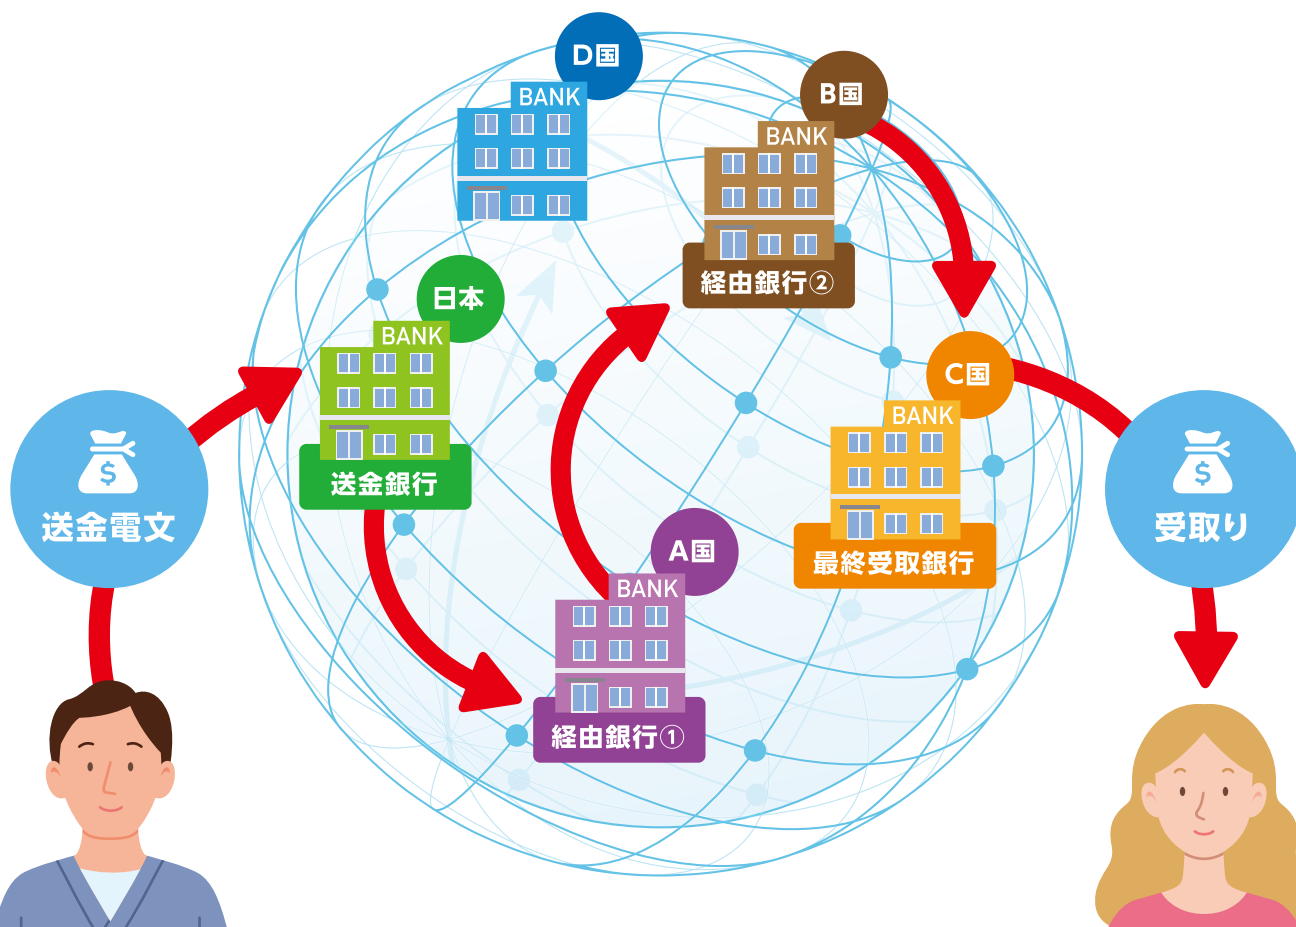 D国
BANK
B国
BANK
経由銀行②
日本
BANK
送金銀行
C国
BANK
最終受取銀行
$
送金電文
$
受取り
A国
BANK
経由銀行①